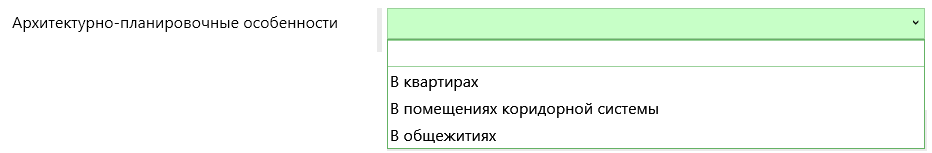 Архитектурно-планировочные особенности
В квартирах
В помещениях коридорной системы
В общежитиях